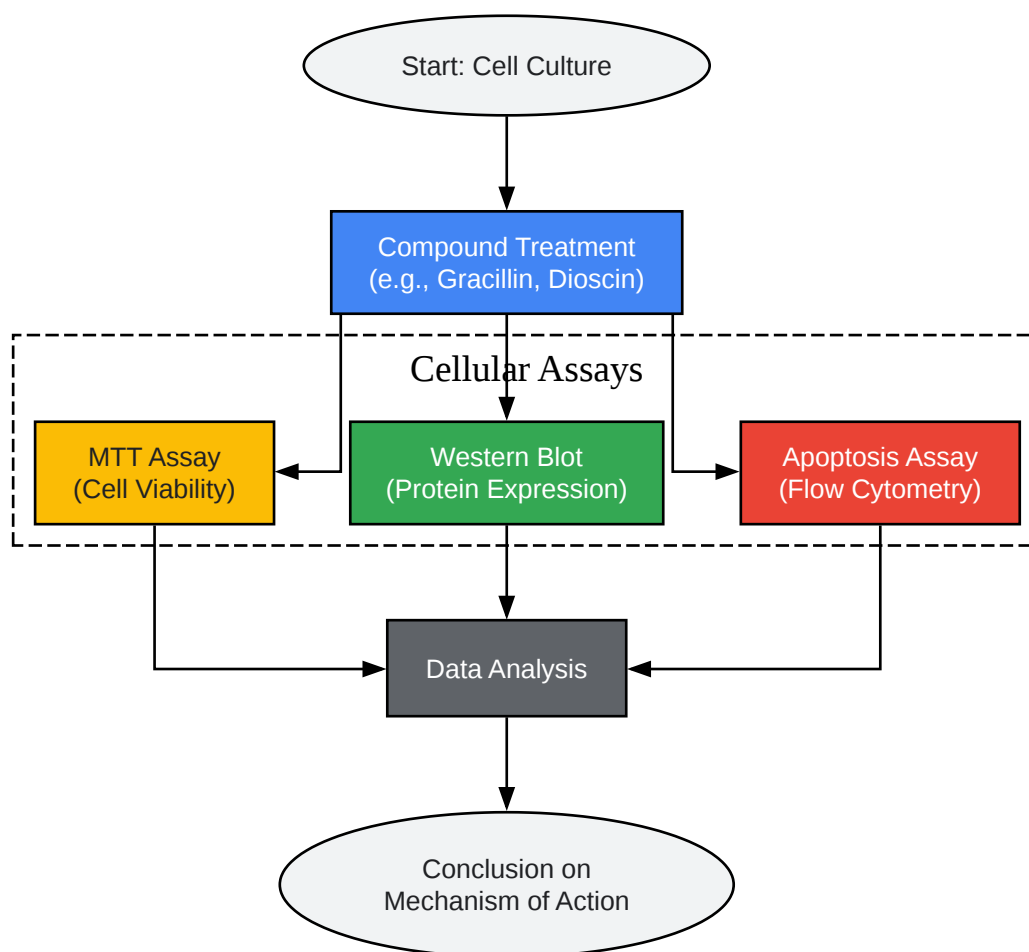 Start: Cell Culture
Compound Treatment
(e.g., Gracillin, Dioscin)
Cellular Assays
MTT Assay
(Cell Viability)
Western Blot
(Protein Expression)
Apoptosis Assay
(Flow Cytometry)
Data Analysis
Conclusion on
Mechanism of Action